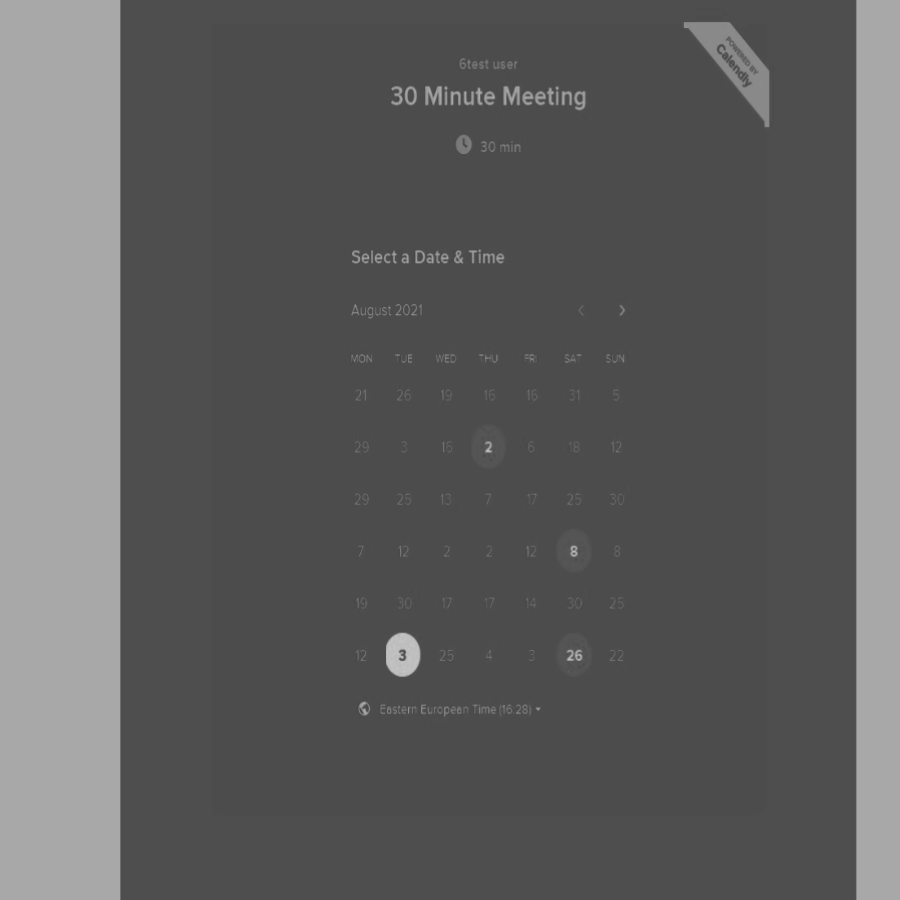 POWERED BY
Calendly
6test user
30 Minute Meeting
30 min
Select a Date & Time
August 2021
MON TUE WED THU FRI SAT SUN
21 26 19 16 16 31 5
29 3 18 2 6 18 12
29 25 13 7 17 25 30
7 12 2 2 12 8 8
19 30 17 17 14 30 25
12 3 25 4 3 26 22
Eastern European Time (16:28)